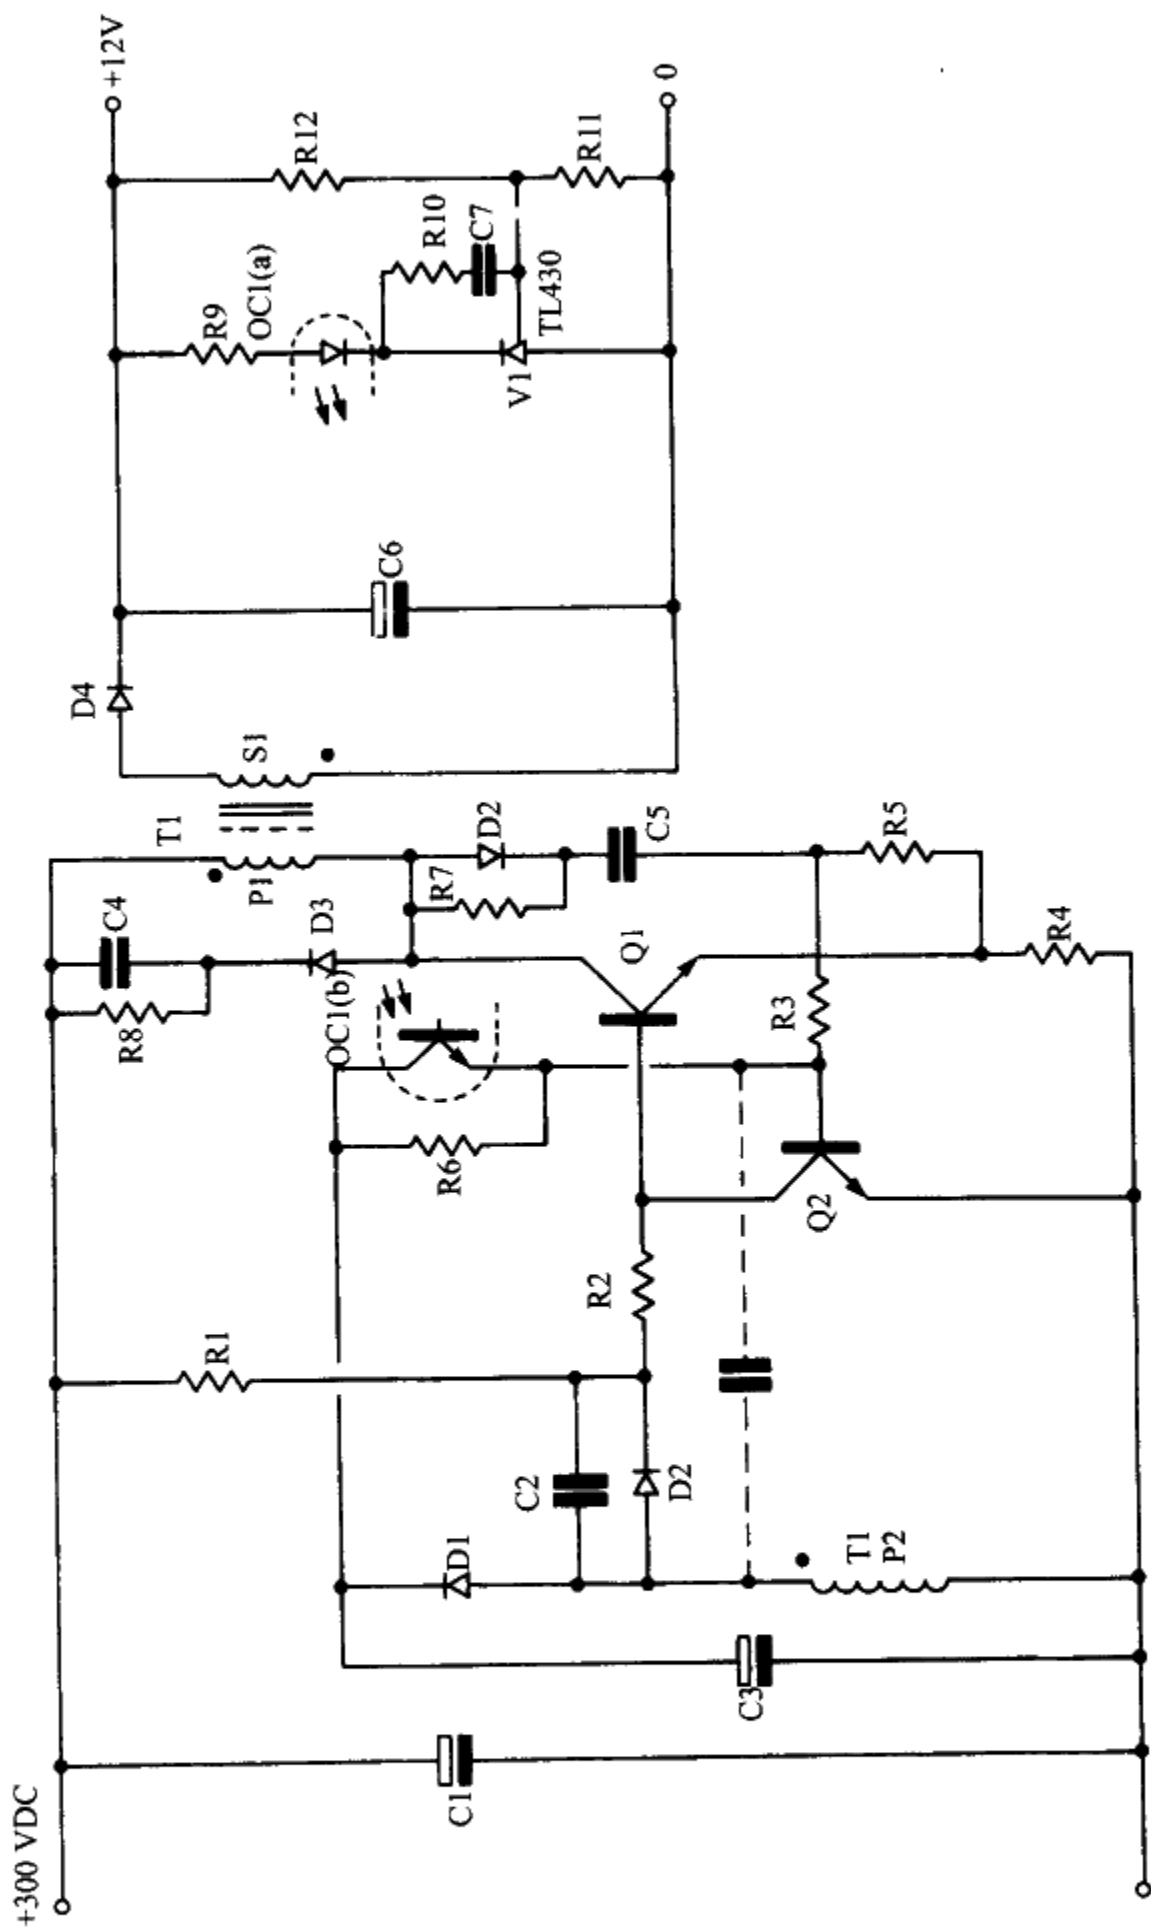 +300 VDC
C1
C3
D1
C2
D2
T1
P2
R1
R2
R6
Q2
R8
C4
OC1(b)
D3
P1
T1
R7
D2
Q1
R3
C5
R5
R4
S1
D4
C6
R9
OC1(a)
V1
TL430
R10
C7
R12
R11
+12V
0